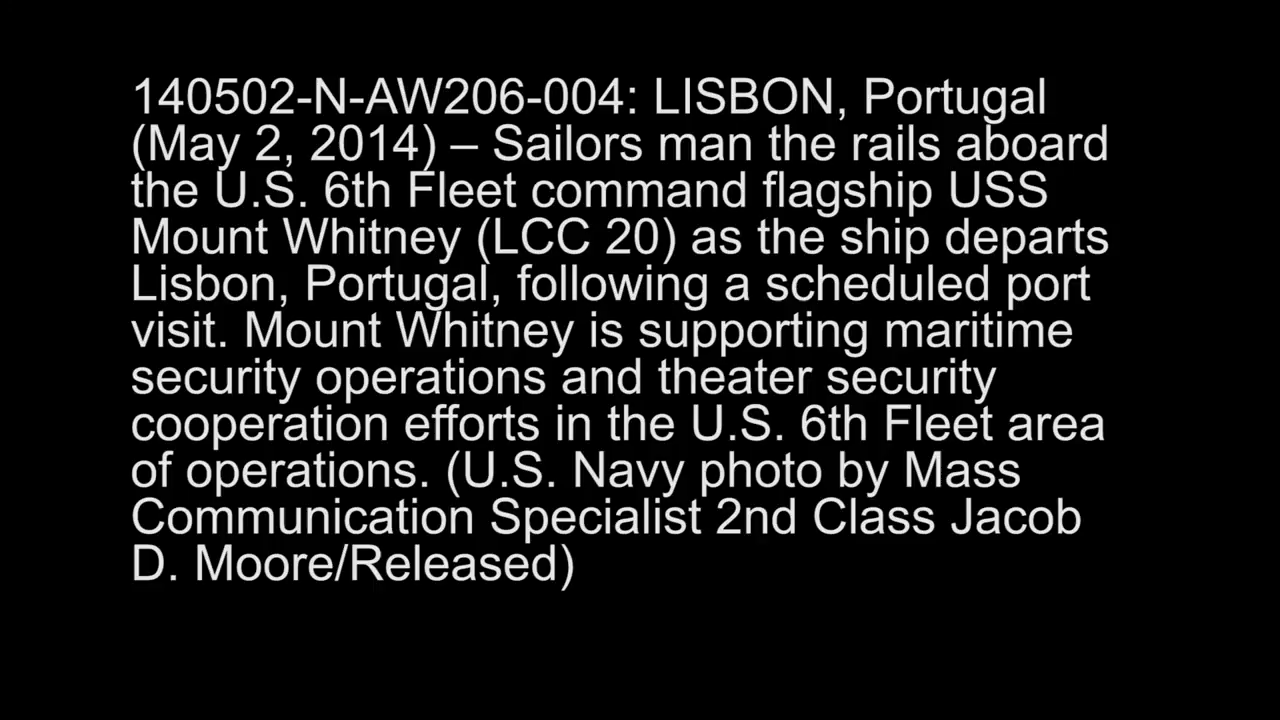 140502-N-AW206-004: LISBON, Portugal
(May 2, 2014) – Sailors man the rails aboard
the U.S. 6th Fleet command flagship USS
Mount Whitney (LCC 20) as the ship departs
Lisbon, Portugal, following a scheduled port
visit. Mount Whitney is supporting maritime
security operations and theater security
cooperation efforts in the U.S. 6th Fleet area
of operations. (U.S. Navy photo by Mass
Communication Specialist 2nd Class Jacob
D. Moore/Released)